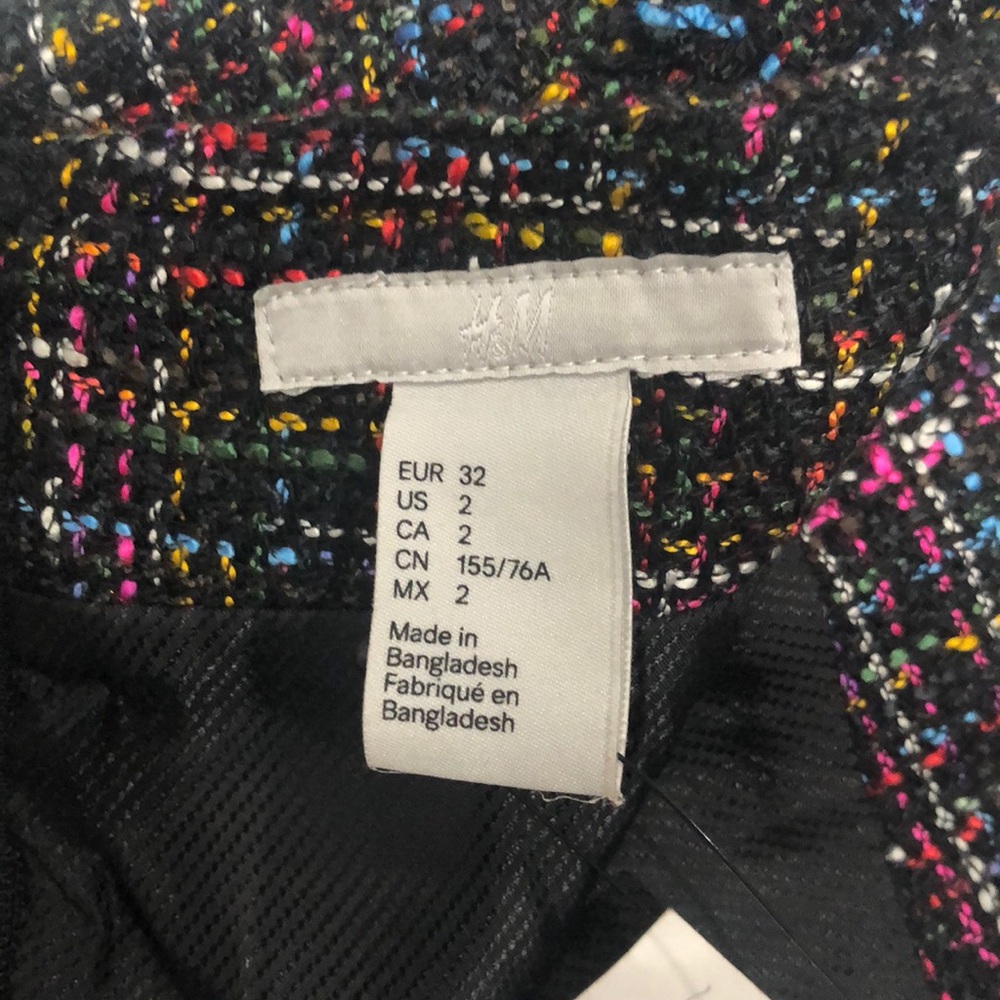 H&M
EUR 32
US 2
CA 2
CN 155/76A
MX 2
Made in
Bangladesh
Fabriqué en
Bangladesh